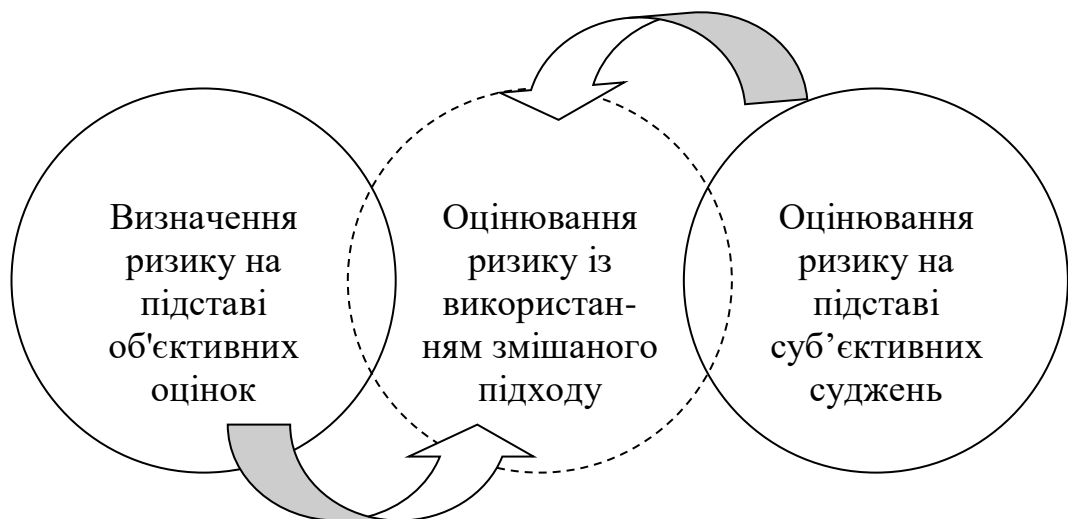 Визначення
ризику на
підставі
об'єктивних
оцінок
Оцінювання
ризику із
використан-
ням змішаного
підходу
Оцінювання
ризику на
підставі
суб’єктивних
суджень